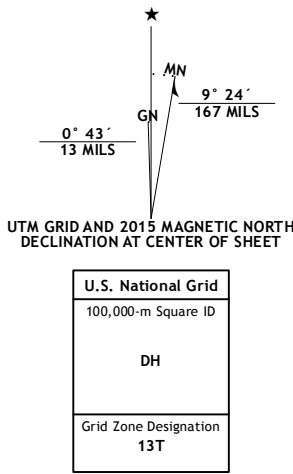 ★
MN
GN
9° 24´
167 MILS
0° 43´
13 MILS
UTM GRID AND 2015 MAGNETIC NORTH
DECLINATION AT CENTER OF SHEET
U.S. National Grid
100,000-m Square ID
DH
Grid Zone Designation
13T